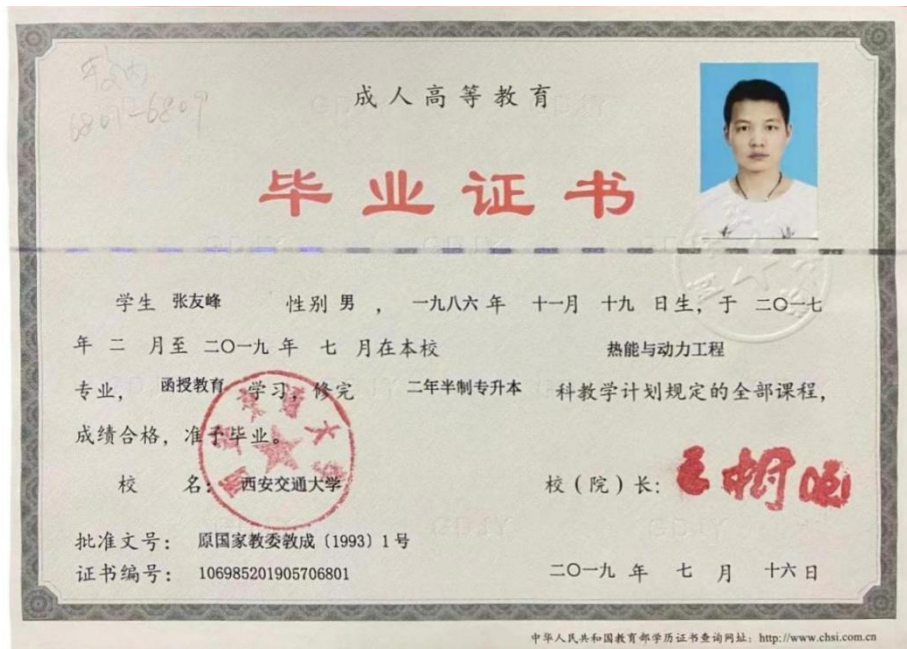 成人高等教育
毕业证书
学生 张友峰 性别 男 ， 一九八六 年 十一月 十九 日生，于 二〇一七
年 二 月至 二〇一九 年 七 月在本校 热能与动力工程
专业， 函授教育 学习，修完 二年半制专升本 科教学计划规定的全部课程，
成绩合格，准予毕业。
校 名： 西安交通大学 校（院）长：
批准文号： 原国家教委教成〔1993〕1号
证书编号： 106985201905706801 二〇一九 年 七 月 十六 日
中华人民共和国教育部学历证书查询网址：http://www.chsi.com.cn